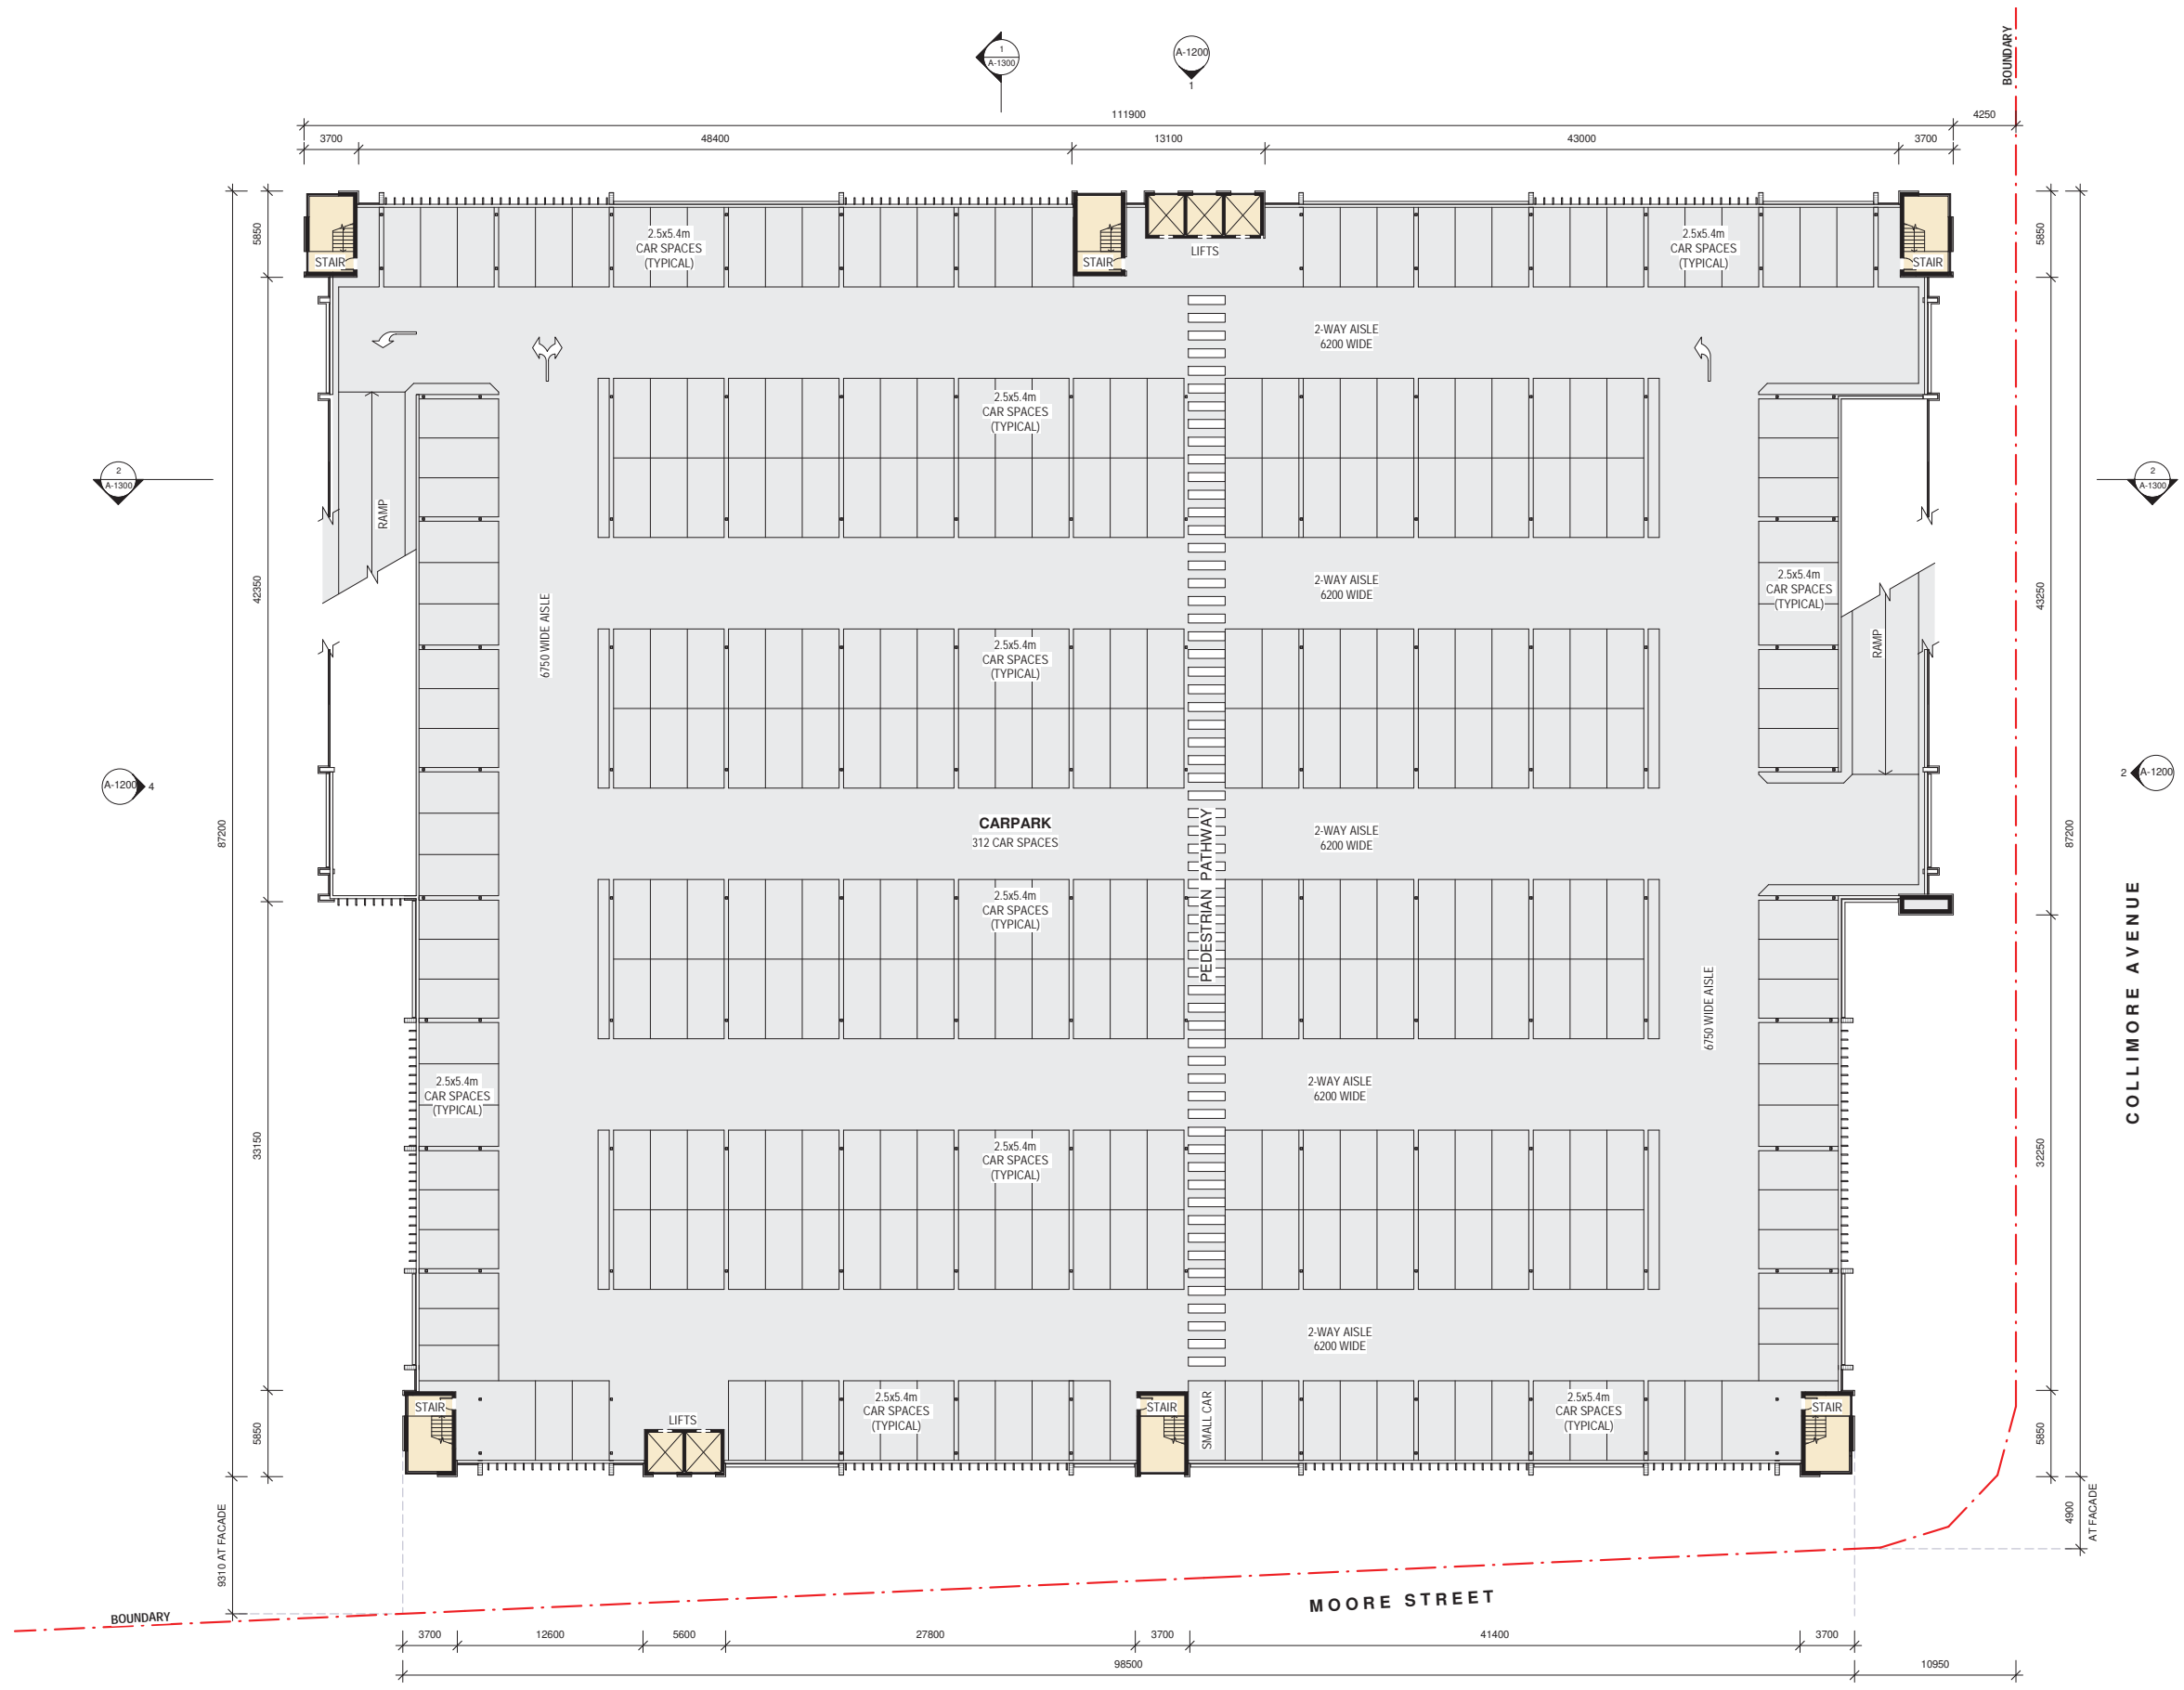 BOUNDARY
1
A-1300
A-1200
1
111900
4250
3700
48400
13100
43000
3700
5850
STAIR
2.5x5.4m
CAR SPACES
(TYPICAL)
STAIR
LIFTS
2.5x5.4m
CAR SPACES
(TYPICAL)
STAIR
5850
2-WAY AISLE
6200 WIDE
2.5x5.4m
CAR SPACES
(TYPICAL)
2
A-1300
RAMP
2
A-1300
42350
6750 WIDE AISLE
2-WAY AISLE
6200 WIDE
2.5x5.4m
CAR SPACES
(TYPICAL)
43250
RAMP
2.5x5.4m
CAR SPACES
(TYPICAL)
A-1200
4
2
A-1200
87200
CARPARK
312 CAR SPACES
PEDESTRIAN PATHWAY
2-WAY AISLE
6200 WIDE
87200
2.5x5.4m
CAR SPACES
(TYPICAL)
COLLIMORE AVENUE
6750 WIDE AISLE
2.5x5.4m
CAR SPACES
(TYPICAL)
2-WAY AISLE
6200 WIDE
33150
2.5x5.4m
CAR SPACES
(TYPICAL)
32250
2-WAY AISLE
6200 WIDE
5850
STAIR
LIFTS
2.5x5.4m
CAR SPACES
(TYPICAL)
STAIR
SMALL CAR
2.5x5.4m
CAR SPACES
(TYPICAL)
STAIR
5850
9310 AT FACADE
4900
AT FACADE
BOUNDARY
MOORE STREET
3700
12600
5600
27800
3700
41400
3700
98500
10950